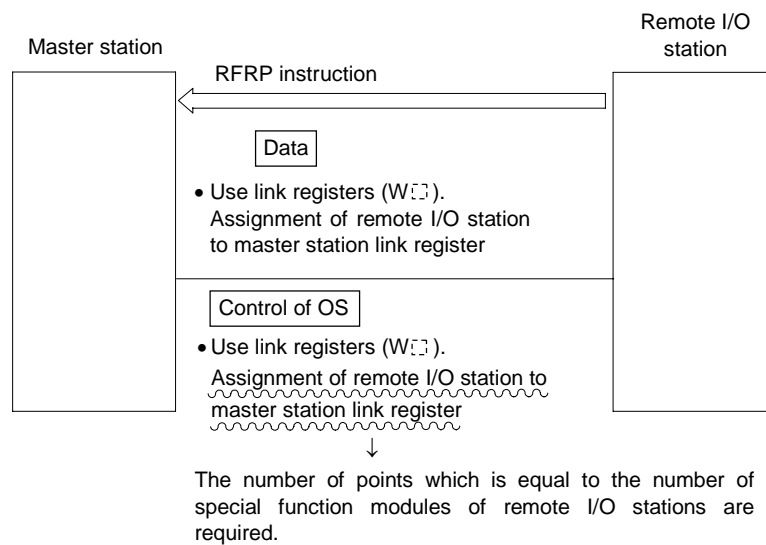 Master station
Remote I/O
station
RFRP instruction
Data
• Use link registers (W⬚).
Assignment of remote I/O station
to master station link register
Control of OS
• Use link registers (W⬚).
Assignment of remote I/O station to
master station link register
↓
The number of points which is equal to the number of
special function modules of remote I/O stations are
required.